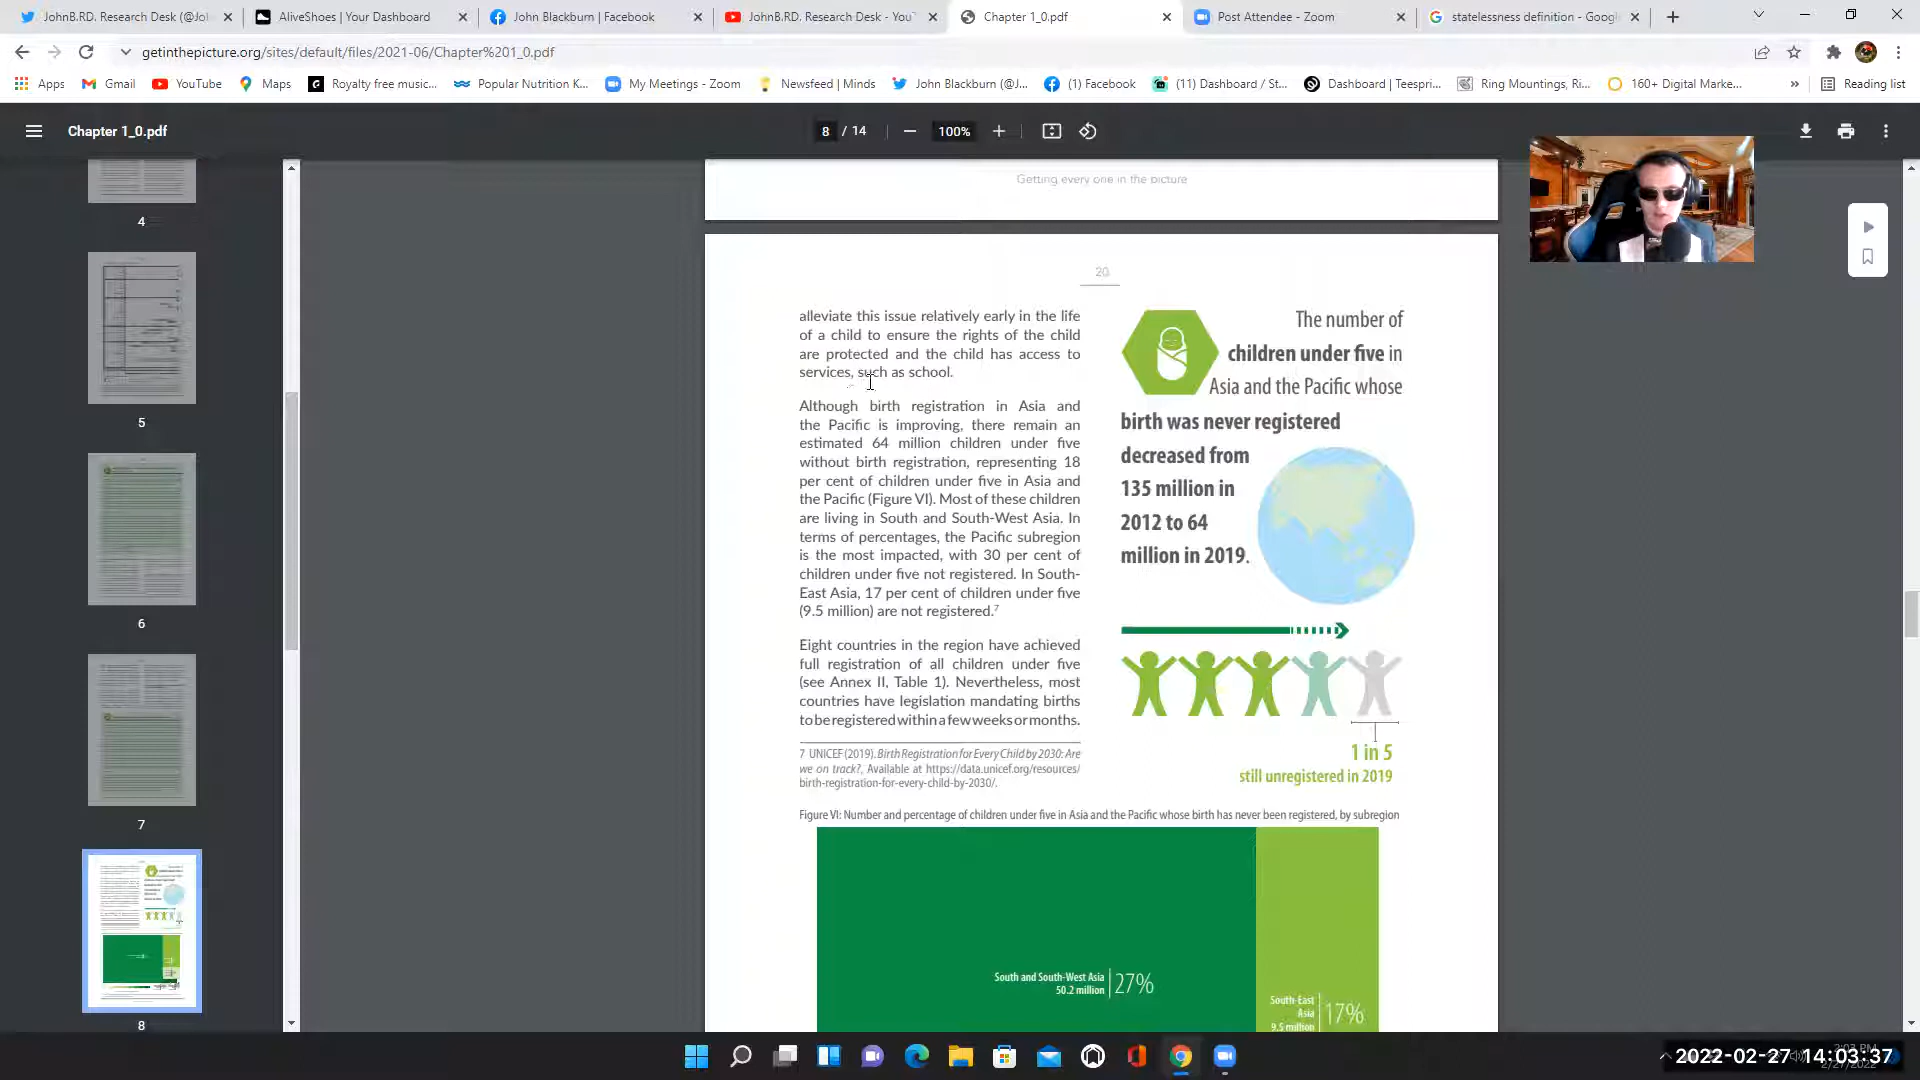 JohnB.RD. Research Desk (@Jol
AliveShoes | Your Dashboard
John Blackburn | Facebook
JohnB.RD. Research Desk - YouT
Chapter 1_0.pdf
Post Attendee - Zoom
statelessness definition - Googl
getinthepicture.org/sites/default/files/2021-06/Chapter%201_0.pdf
Apps
Gmail
YouTube
Maps
Royalty free music...
Popular Nutrition K...
My Meetings - Zoom
Newsfeed | Minds
John Blackburn (@J...
(1) Facebook
(11) Dashboard / St...
Dashboard | Teespri...
Ring Mountings, Ri...
160+ Digital Marke...
Reading list
Chapter 1_0.pdf
8 / 14
100%
4
5
6
7
8
Getting every one in the picture
20
alleviate this issue relatively early in the life
of a child to ensure the rights of the child
are protected and the child has access to
services, such as school.
Although birth registration in Asia and
the Pacific is improving, there remain an
estimated 64 million children under five
without birth registration, representing 18
per cent of children under five in Asia and
the Pacific (Figure VI). Most of these children
are living in South and South-West Asia. In
terms of percentages, the Pacific subregion
is the most impacted, with 30 per cent of
children under five not registered. In South-
East Asia, 17 per cent of children under five
(9.5 million) are not registered.7
Eight countries in the region have achieved
full registration of all children under five
(see Annex II, Table 1). Nevertheless, most
countries have legislation mandating births
to be registered within a few weeks or months.
7 UNICEF (2019). Birth Registration for Every Child by 2030: Are
we on track?, Available at https://data.unicef.org/resources/
birth-registration-for-every-child-by-2030/.
The number of
children under five in
Asia and the Pacific whose
birth was never registered
decreased from
135 million in
2012 to 64
million in 2019.
1 in 5
still unregistered in 2019
Figure VI: Number and percentage of children under five in Asia and the Pacific whose birth has never been registered, by subregion
South and South-West Asia
50.2 million
27%
South-East
Asia
9.5 million
17%
2022-02-27 14:03:37